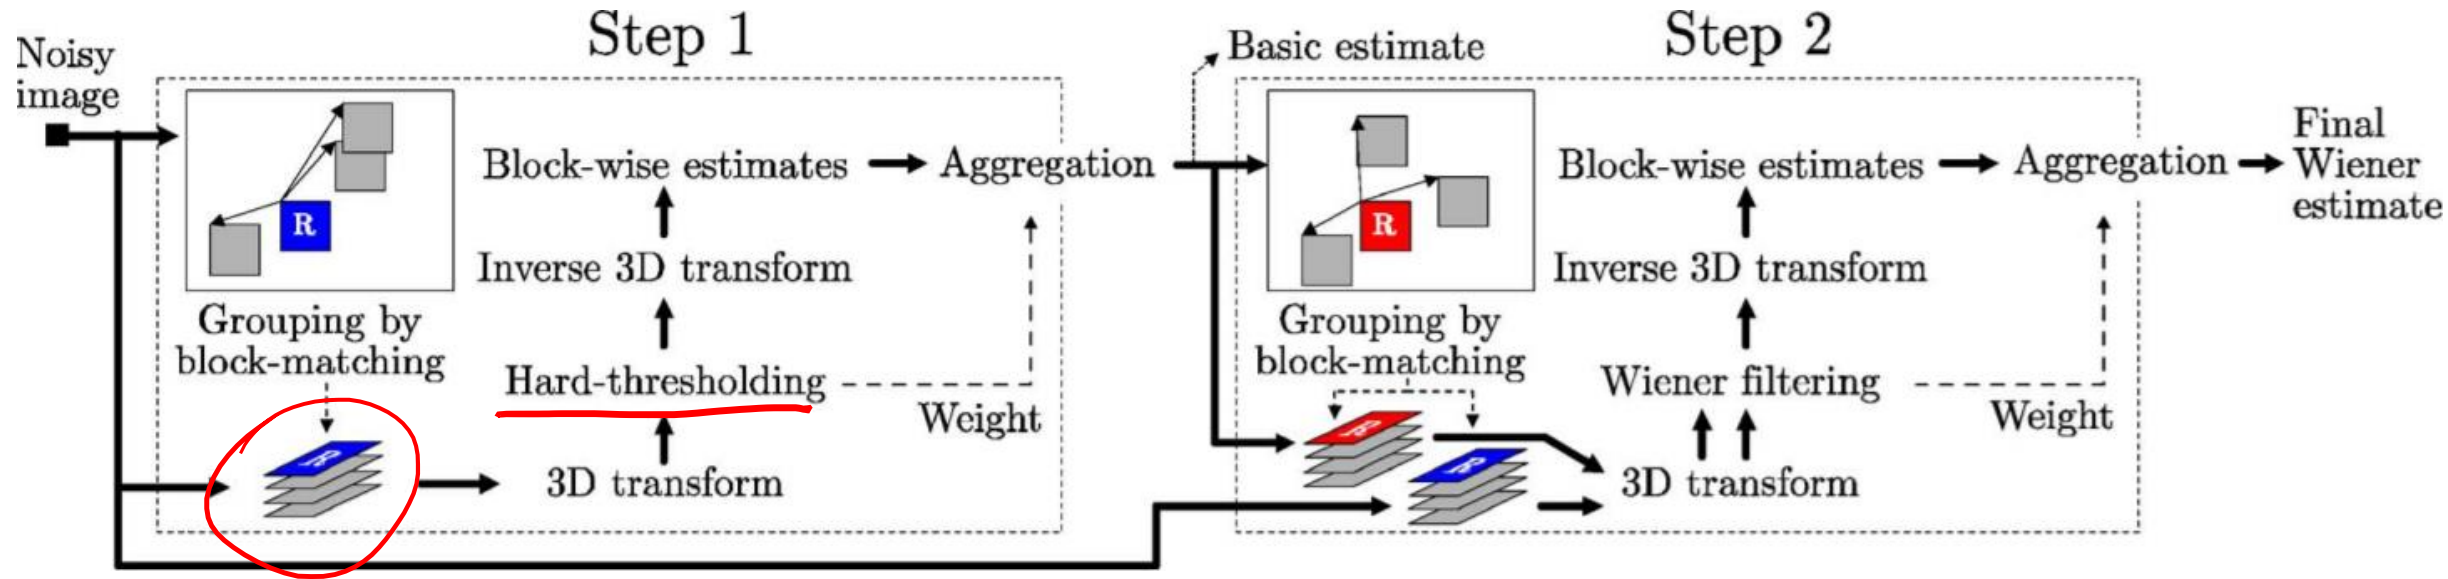 Step 1
Step 2
Noisy
image
Basic estimate
R
Block-wise estimates
Aggregation
Inverse 3D transform
Grouping by
block-matching
Hard-thresholding
Weight
R
3D transform
R
Block-wise estimates
Aggregation
Final
Wiener
estimate
Inverse 3D transform
Grouping by
block-matching
Wiener filtering
Weight
R
R
3D transform